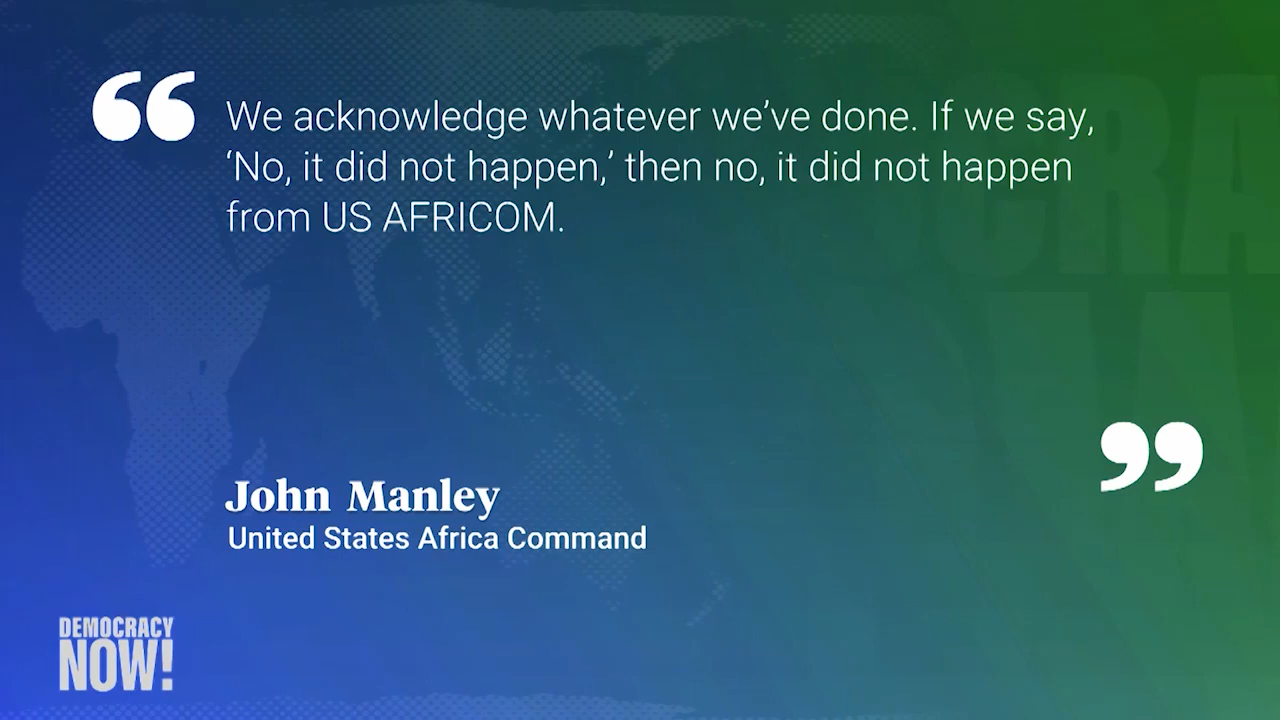 “
We acknowledge whatever we’ve done. If we say,
‘No, it did not happen,’ then no, it did not happen
from US AFRICOM.
”
John Manley
United States Africa Command
DEMOCRACY
NOW!